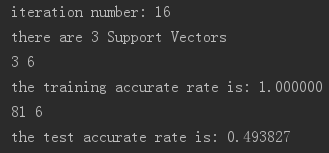 iteration number: 16
there are 3 Support Vectors
3 6
the training accurate rate is: 1.000000
81 6
the test accurate rate is: 0.493827